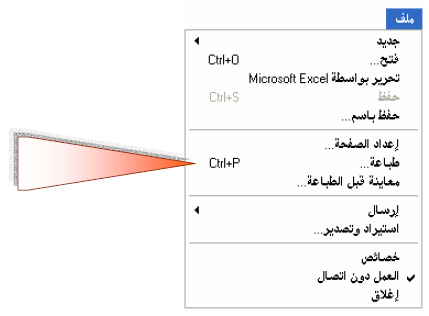 ملف
جديد
فتح... Ctrl+O
تحرير بواسطة Microsoft Excel
حفظ Ctrl+S
حفظ باسم...
إعداد الصفحة...
طباعة... Ctrl+P
معاينة قبل الطباعة...
إرسال
استيراد وتصدير...
خصائص
العمل دون اتصال
إغلاق